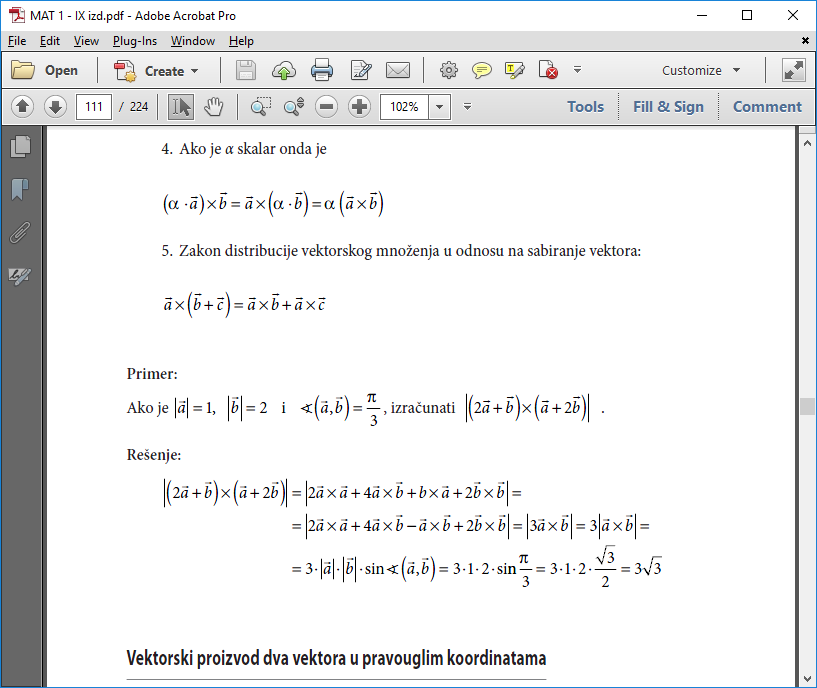 MAT 1 - IX izd.pdf - Adobe Acrobat Pro
File Edit View Plug-Ins Window Help
Open Create Customize
111 / 224 102% Tools Fill & Sign Comment
4. Ako je α skalar onda je
(α ·a⃗)×b⃗ = a⃗×(α ·b⃗) = α (a⃗×b⃗)
5. Zakon distribucije vektorskog množenja u odnosu na sabiranje vektora:
a⃗×(b⃗+c⃗) = a⃗×b⃗+a⃗×c⃗
Primer:
Ako je |a⃗|=1, |b⃗|=2 i ∢(a⃗,b⃗)=π/3, izračunati |(2a⃗+b⃗)×(a⃗+2b⃗)| .
Rešenje:
|(2a⃗+b⃗)×(a⃗+2b⃗)| = |2a⃗×a⃗+4a⃗×b⃗+b×a⃗+2b⃗×b⃗| =
= |2a⃗×a⃗+4a⃗×b⃗−a⃗×b⃗+2b⃗×b⃗| = |3a⃗×b⃗| = 3|a⃗×b⃗| =
= 3·|a⃗|·|b⃗|·sin∢(a⃗,b⃗) = 3·1·2·sin π/3 = 3·1·2·√3/2 = 3√3
Vektorski proizvod dva vektora u pravouglim koordinatama